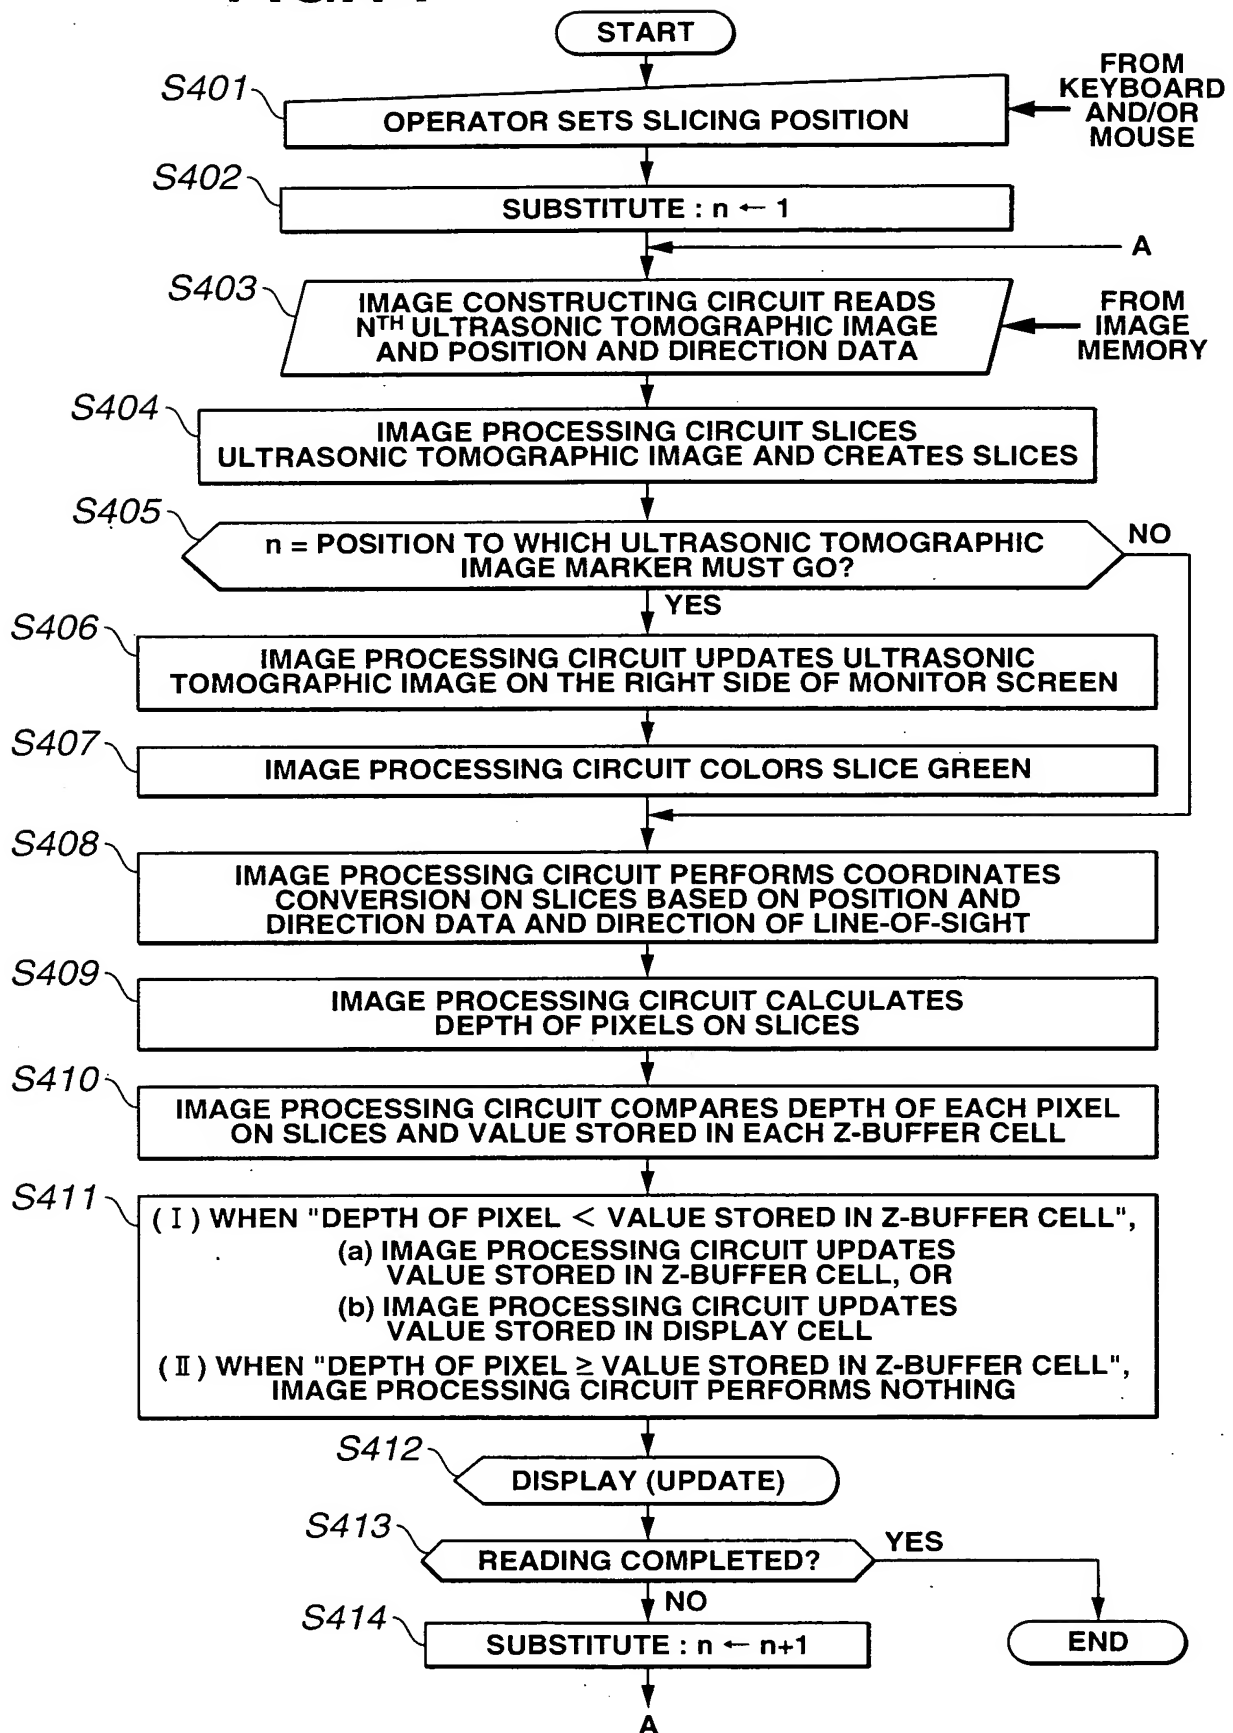 START
S401
OPERATOR SETS SLICING POSITION
FROM
KEYBOARD
AND/OR
MOUSE
S402
SUBSTITUTE : n ← 1
A
S403
IMAGE CONSTRUCTING CIRCUIT READS
NTH ULTRASONIC TOMOGRAPHIC IMAGE
AND POSITION AND DIRECTION DATA
FROM
IMAGE
MEMORY
S404
IMAGE PROCESSING CIRCUIT SLICES
ULTRASONIC TOMOGRAPHIC IMAGE AND CREATES SLICES
S405
n = POSITION TO WHICH ULTRASONIC TOMOGRAPHIC
IMAGE MARKER MUST GO?
NO
YES
S406
IMAGE PROCESSING CIRCUIT UPDATES ULTRASONIC
TOMOGRAPHIC IMAGE ON THE RIGHT SIDE OF MONITOR SCREEN
S407
IMAGE PROCESSING CIRCUIT COLORS SLICE GREEN
S408
IMAGE PROCESSING CIRCUIT PERFORMS COORDINATES
CONVERSION ON SLICES BASED ON POSITION AND
DIRECTION DATA AND DIRECTION OF LINE-OF-SIGHT
S409
IMAGE PROCESSING CIRCUIT CALCULATES
DEPTH OF PIXELS ON SLICES
S410
IMAGE PROCESSING CIRCUIT COMPARES DEPTH OF EACH PIXEL
ON SLICES AND VALUE STORED IN EACH Z-BUFFER CELL
S411
(I) WHEN "DEPTH OF PIXEL < VALUE STORED IN Z-BUFFER CELL",
(a) IMAGE PROCESSING CIRCUIT UPDATES
VALUE STORED IN Z-BUFFER CELL, OR
(b) IMAGE PROCESSING CIRCUIT UPDATES
VALUE STORED IN DISPLAY CELL
(II) WHEN "DEPTH OF PIXEL ≥ VALUE STORED IN Z-BUFFER CELL",
IMAGE PROCESSING CIRCUIT PERFORMS NOTHING
S412
DISPLAY (UPDATE)
S413
READING COMPLETED?
YES
NO
S414
SUBSTITUTE : n ← n+1
END
A